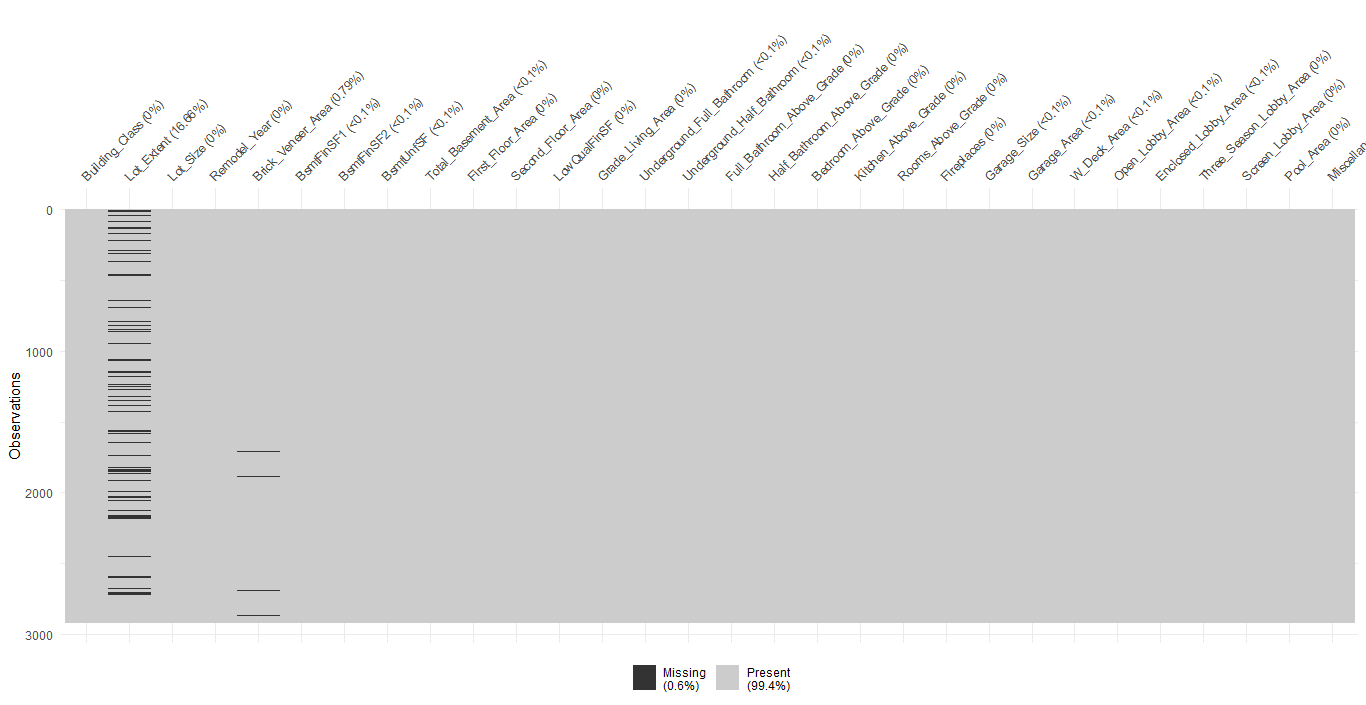 Building_Class (0%)
Lot_Extent (16.66%)
Lot_Size (0%)
Remodel_Year (0%)
Brick_Veneer_Area (0.79%)
BsmtFinSF1 (<0.1%)
BsmtFinSF2 (<0.1%)
BsmtUnfSF (<0.1%)
Total_Basement_Area (<0.1%)
First_Floor_Area (0%)
Second_Floor_Area (0%)
LowQualFinSF (0%)
Grade_Living_Area (0%)
Underground_Full_Bathroom (<0.1%)
Underground_Half_Bathroom (<0.1%)
Full_Bathroom_Above_Grade (0%)
Half_Bathroom_Above_Grade (0%)
Bedroom_Above_Grade (0%)
Kitchen_Above_Grade (0%)
Rooms_Above_Grade (0%)
Fireplaces (0%)
Garage_Size (<0.1%)
Garage_Area (<0.1%)
W_Deck_Area (<0.1%)
Open_Lobby_Area (<0.1%)
Enclosed_Lobby_Area (<0.1%)
Three_Season_Lobby_Area (0%)
Screen_Lobby_Area (0%)
Pool_Area (0%)
Miscellan
0
1000
2000
3000
Observations
Missing
(0.6%)
Present
(99.4%)